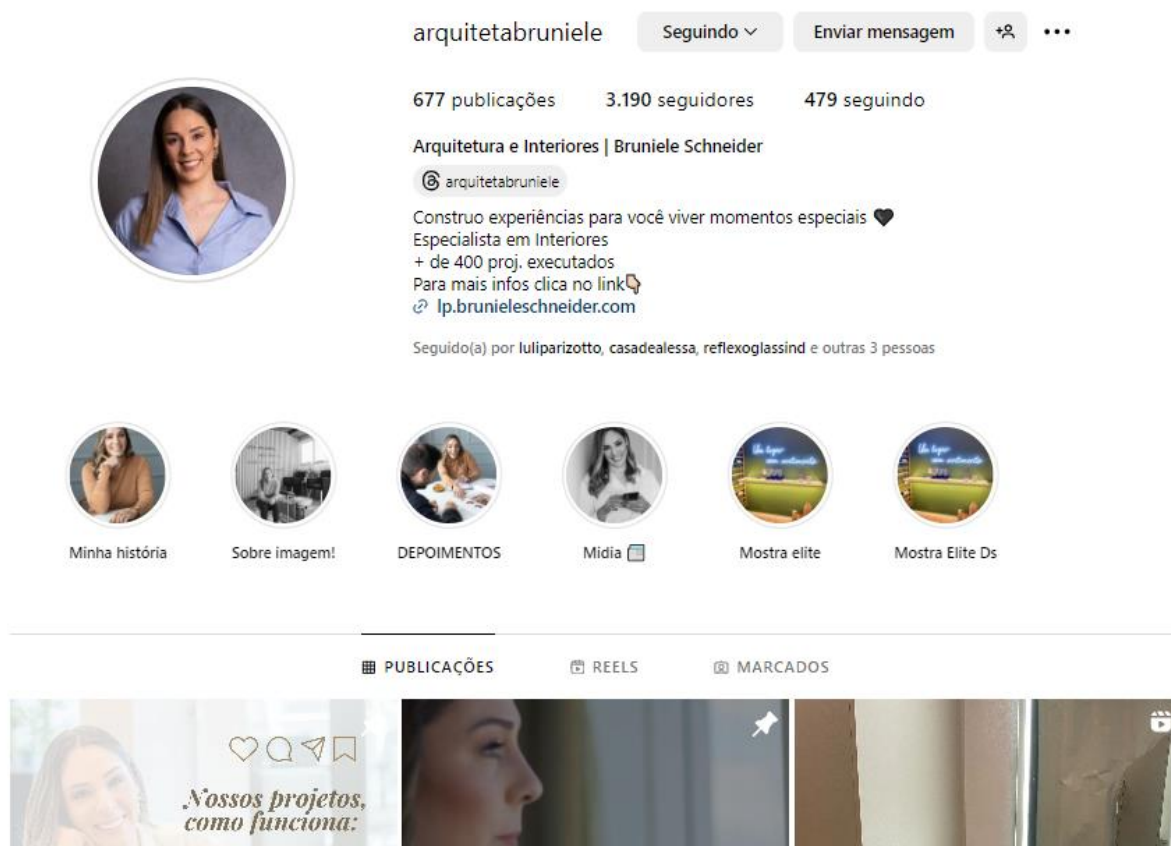 arquitetabruniele Seguindo Enviar mensagem
677 publicações 3.190 seguidores 479 seguindo
Arquitetura e Interiores | Bruniele Schneider
arquitetabruniele
Construo experiências para você viver momentos especiais 🖤
Especialista em Interiores
+ de 400 proj. executados
Para mais infos clica no link👇🏻
lp.brunieleschneider.com
Seguido(a) por luliparizotto, casadealessa, reflexoglassind e outras 3 pessoas
Minha história Sobre imagem! DEPOIMENTOS Midia Mostra elite Mostra Elite Ds
PUBLICAÇÕES REELS MARCADOS
Nossos projetos,
como funciona: